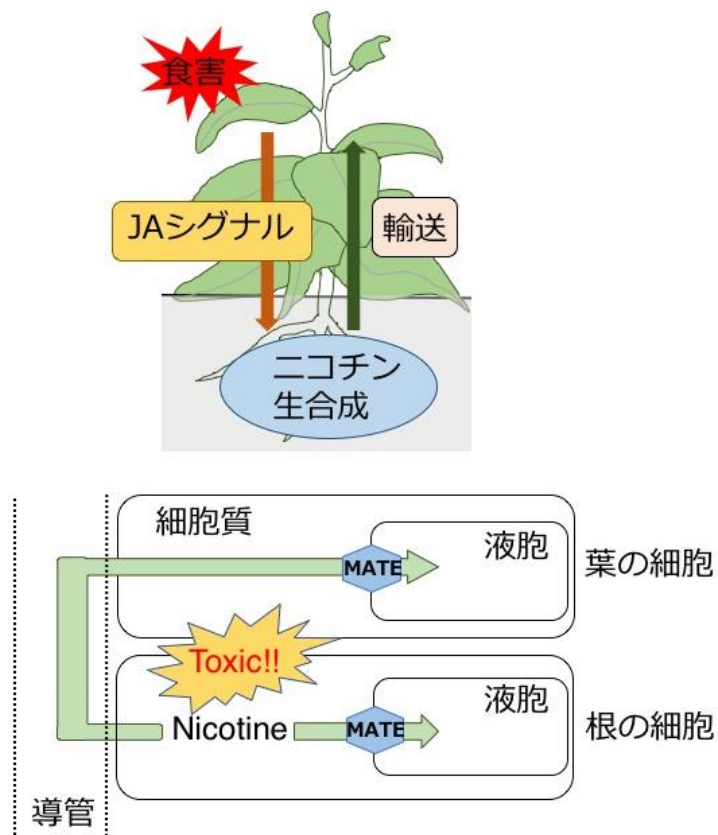 食害
JAシグナル
輸送
ニコチン
生合成
細胞質
液胞
MATE
葉の細胞
Toxic!!
液胞
Nicotine
MATE
根の細胞
導管